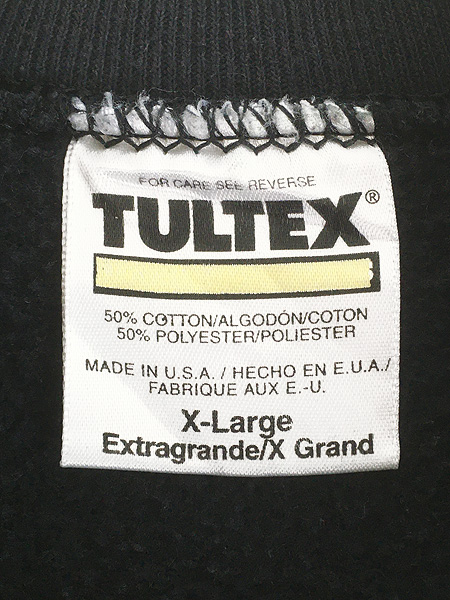 FOR CARE SEE REVERSE
TULTEX®
50% COTTON/ALGODÓN/COTON
50% POLYESTER/POLIESTER
MADE IN U.S.A. / HECHO EN E.U.A./
FABRIQUE AUX E.-U.
X-Large
Extragrande/X Grand